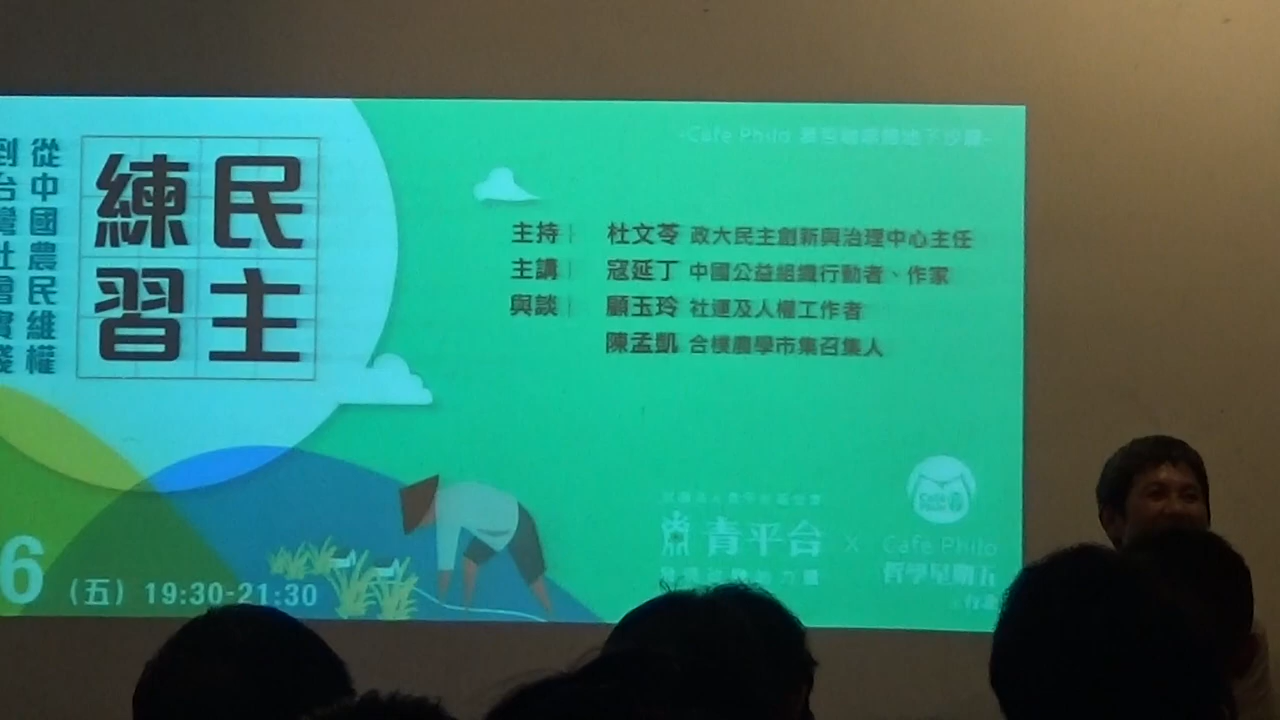 民主
練習
從中國農民維權
到台灣社會實踐
主持｜ 杜文苓 政大民主創新與治理中心主任
主講｜ 寇延丁 中國公益組織行動者、作家
與談｜ 顧玉玲 社運及人權工作者
陳孟凱 合樸農學市集召集人
6 (五) 19:30-21:30
青平台 X Cafe Philo
哲學星期五